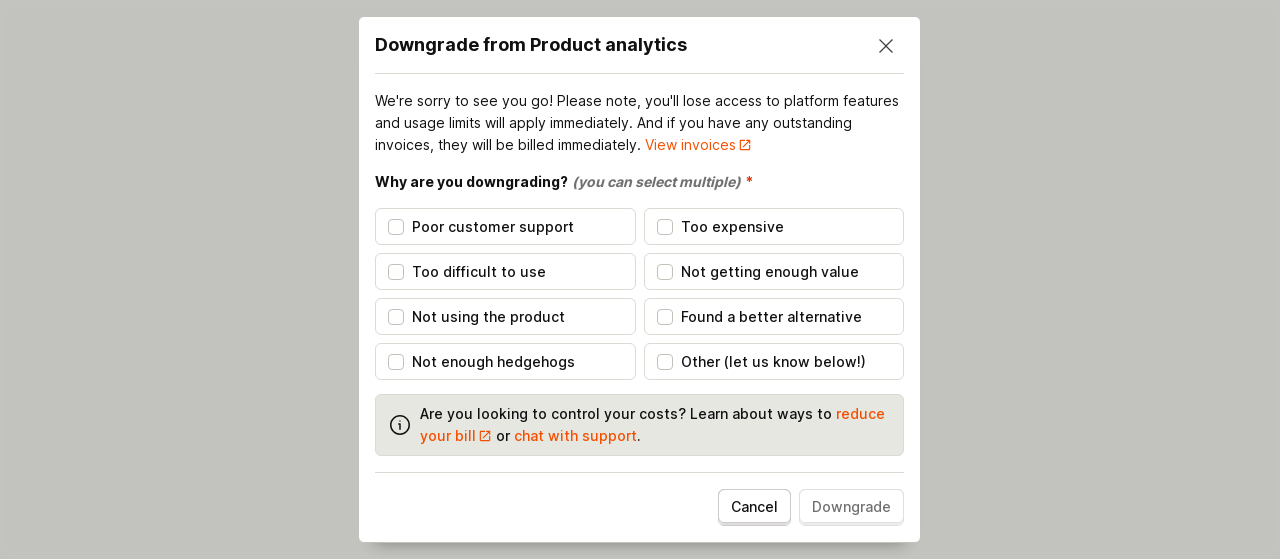 Downgrade from Product analytics
We're sorry to see you go! Please note, you'll lose access to platform features
and usage limits will apply immediately. And if you have any outstanding
invoices, they will be billed immediately. View invoices
Why are you downgrading? (you can select multiple) *
Poor customer support
Too expensive
Too difficult to use
Not getting enough value
Not using the product
Found a better alternative
Not enough hedgehogs
Other (let us know below!)
Are you looking to control your costs? Learn about ways to reduce
your bill or chat with support.
Cancel
Downgrade